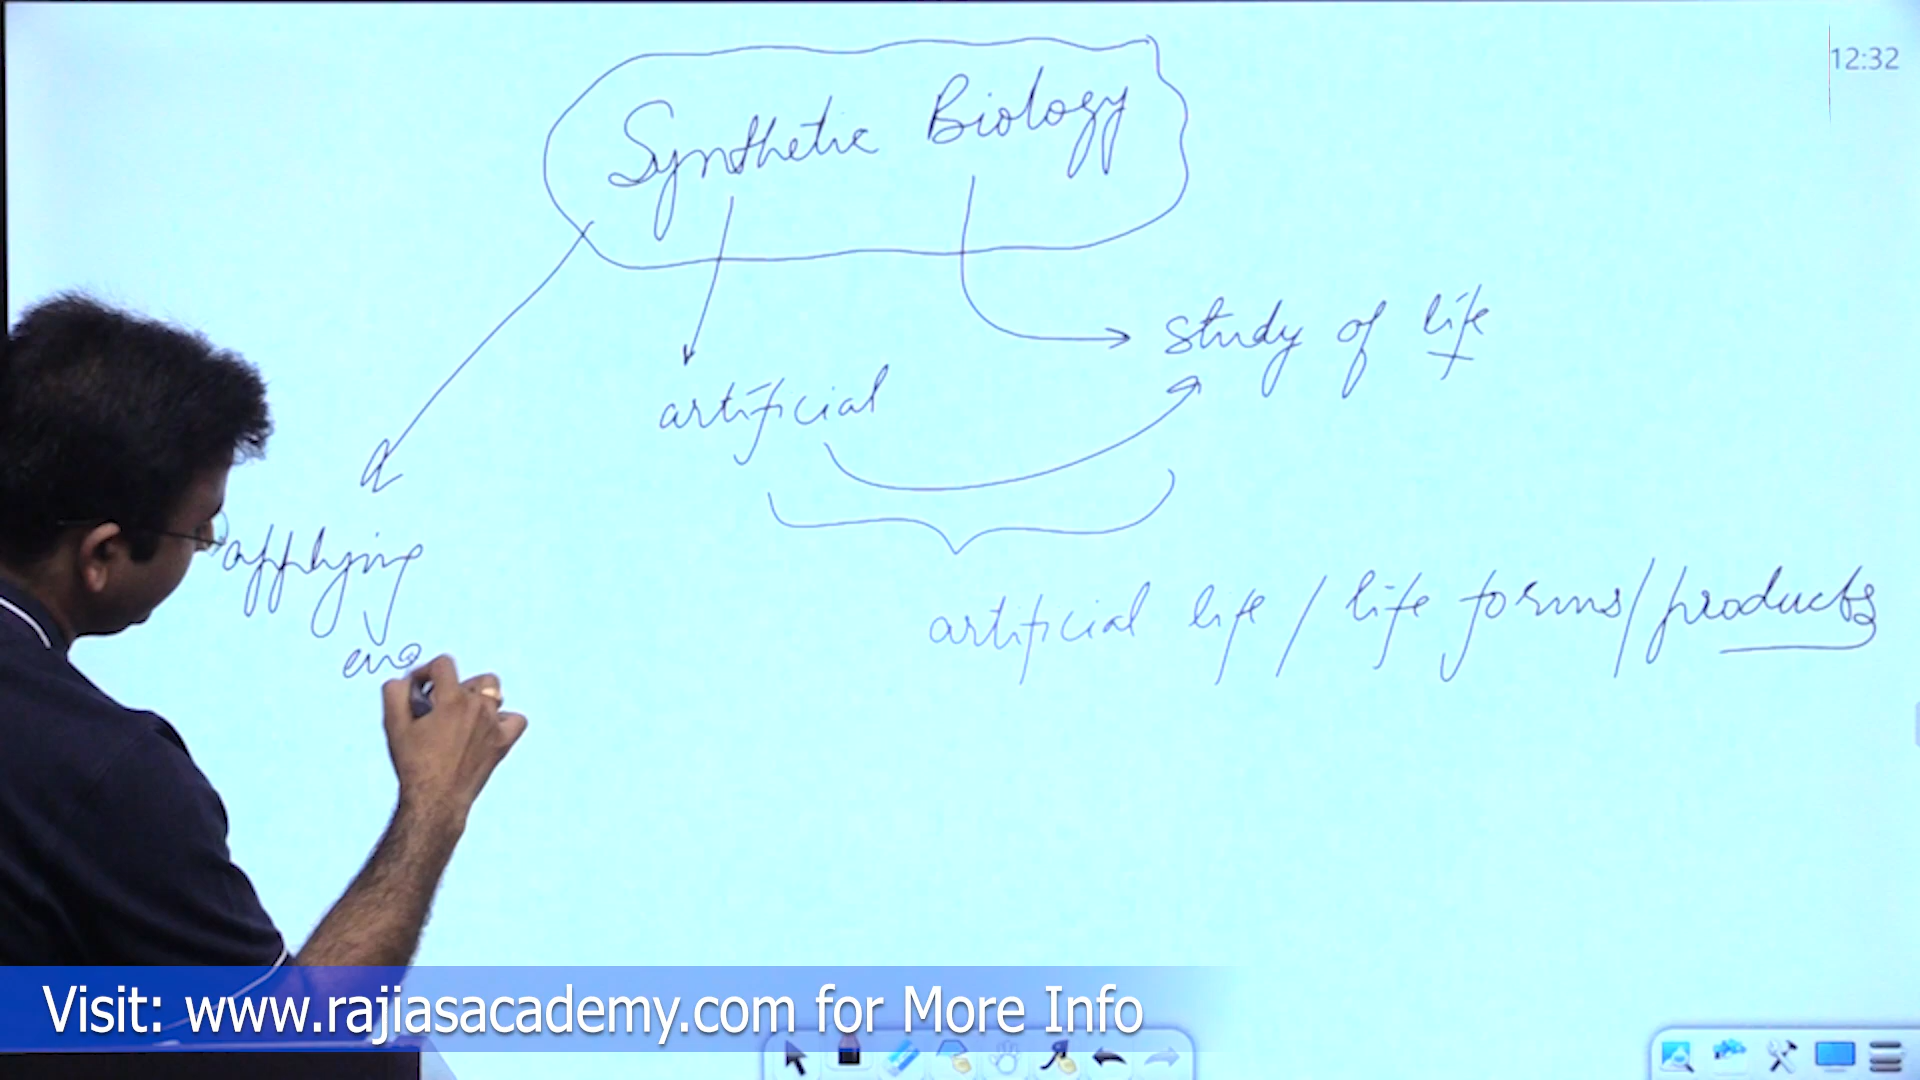 12:32
Synthetic Biology
study of life
artificial
applying
artificial life / life forms / products
Visit: www.rajiasacademy.com for More Info